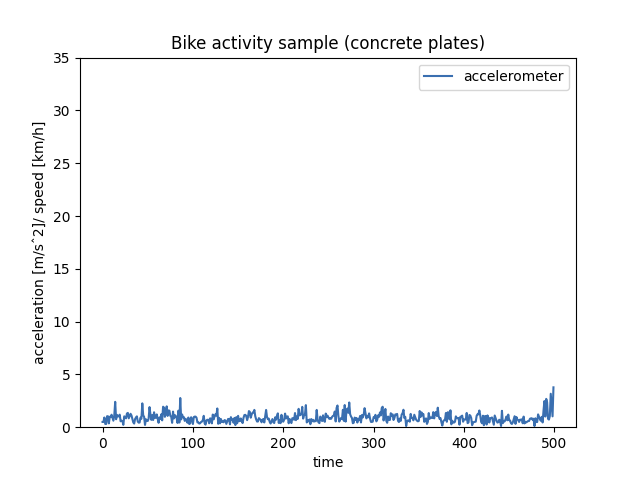 Bike activity sample (concrete plates)
accelerometer
acceleration [m/sˆ2]/ speed [km/h]
35
30
25
20
15
10
5
0
0 100 200 300 400 500
time